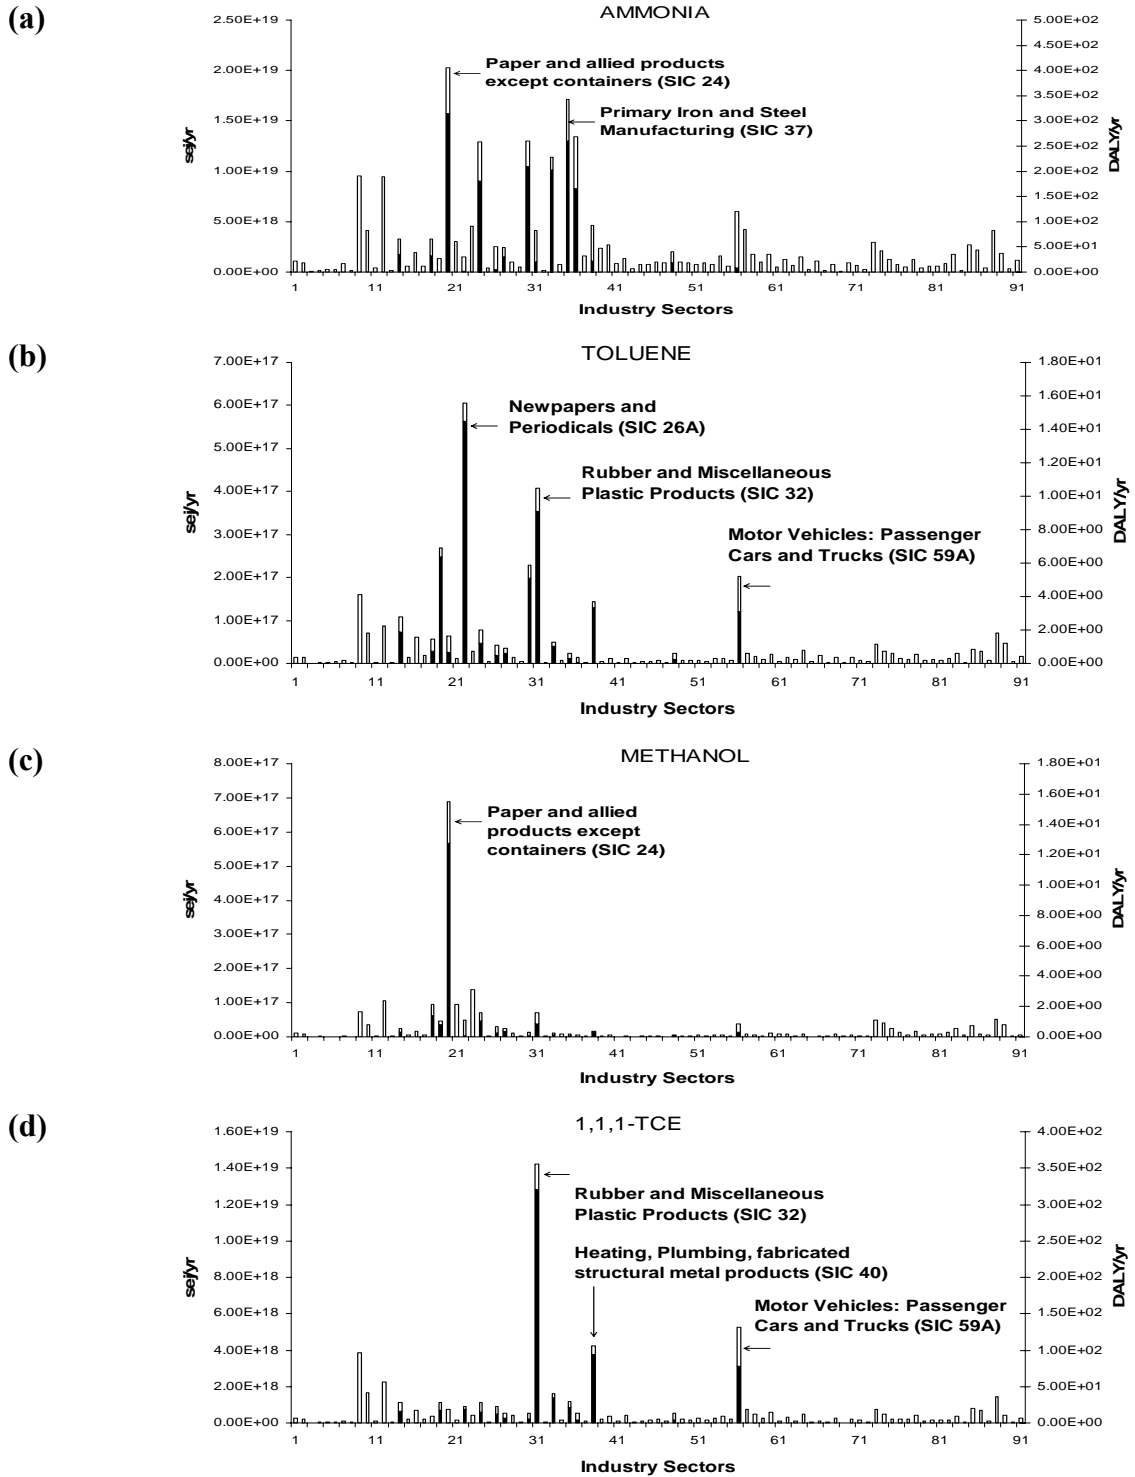 (a)
AMMONIA
2.50E+19
2.00E+19
1.50E+19
1.00E+19
5.00E+18
0.00E+00
sej/yr
Paper and allied products
except containers (SIC 24)
Primary Iron and Steel
Manufacturing (SIC 37)
5.00E+02
4.50E+02
4.00E+02
3.50E+02
3.00E+02
2.50E+02
2.00E+02
1.50E+02
1.00E+02
5.00E+01
0.00E+00
DALY/yr
1 11 21 31 41 51 61 71 81 91
Industry Sectors
(b)
TOLUENE
7.00E+17
6.00E+17
5.00E+17
4.00E+17
3.00E+17
2.00E+17
1.00E+17
0.00E+00
sej/yr
Newpapers and
Periodicals (SIC 26A)
Rubber and Miscellaneous
Plastic Products (SIC 32)
Motor Vehicles: Passenger
Cars and Trucks (SIC 59A)
1.80E+01
1.60E+01
1.40E+01
1.20E+01
1.00E+01
8.00E+00
6.00E+00
4.00E+00
2.00E+00
0.00E+00
DALY/yr
1 11 21 31 41 51 61 71 81 91
Industry Sectors
(c)
METHANOL
8.00E+17
7.00E+17
6.00E+17
5.00E+17
4.00E+17
3.00E+17
2.00E+17
1.00E+17
0.00E+00
sej/yr
Paper and allied
products except
containers (SIC 24)
1.80E+01
1.60E+01
1.40E+01
1.20E+01
1.00E+01
8.00E+00
6.00E+00
4.00E+00
2.00E+00
0.00E+00
DALY/yr
1 11 21 31 41 51 61 71 81 91
Industry Sectors
(d)
1,1,1-TCE
1.60E+19
1.40E+19
1.20E+19
1.00E+19
8.00E+18
6.00E+18
4.00E+18
2.00E+18
0.00E+00
sej/yr
Rubber and Miscellaneous
Plastic Products (SIC 32)
Heating, Plumbing, fabricated
structural metal products (SIC 40)
Motor Vehicles: Passenger
Cars and Trucks (SIC 59A)
4.00E+02
3.50E+02
3.00E+02
2.50E+02
2.00E+02
1.50E+02
1.00E+02
5.00E+01
0.00E+00
DALY/yr
1 11 21 31 41 51 61 71 81 91
Industry Sectors